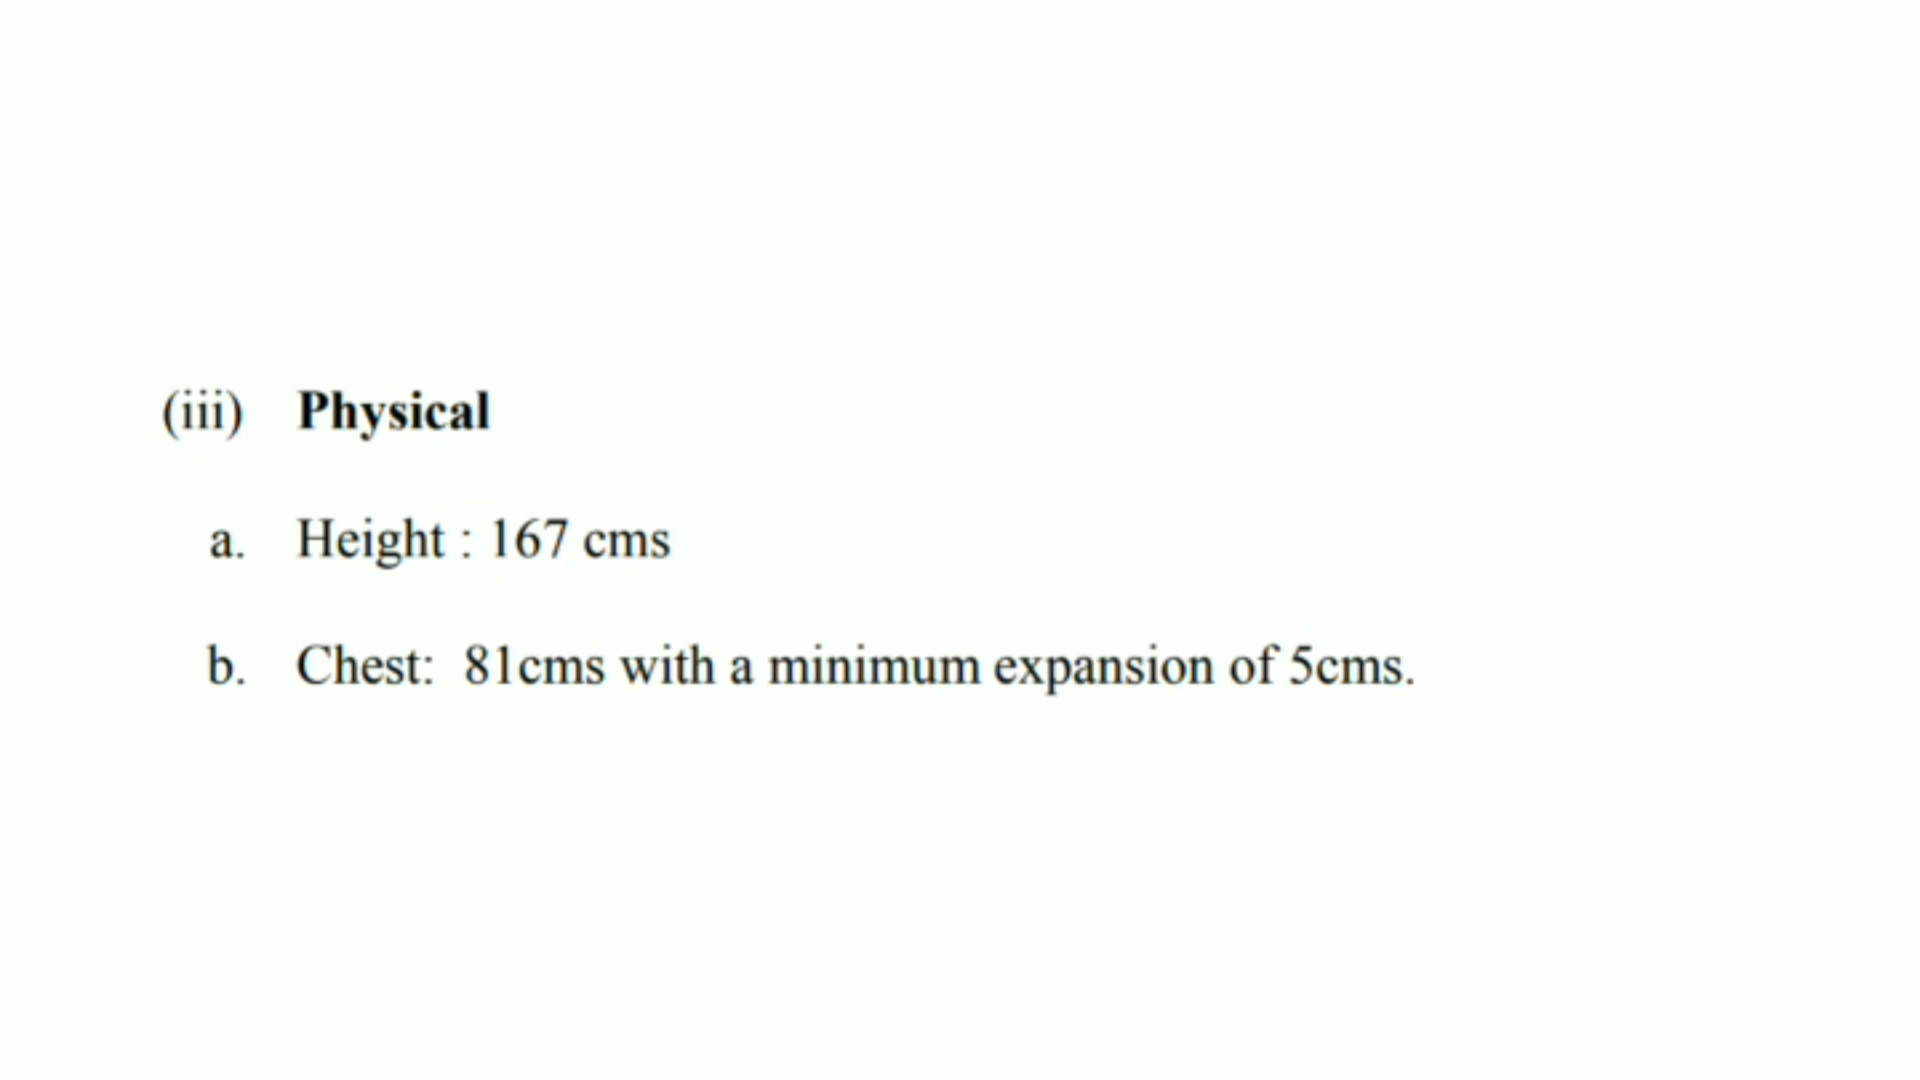 (iii) Physical
a. Height : 167 cms
b. Chest: 81cms with a minimum expansion of 5cms.